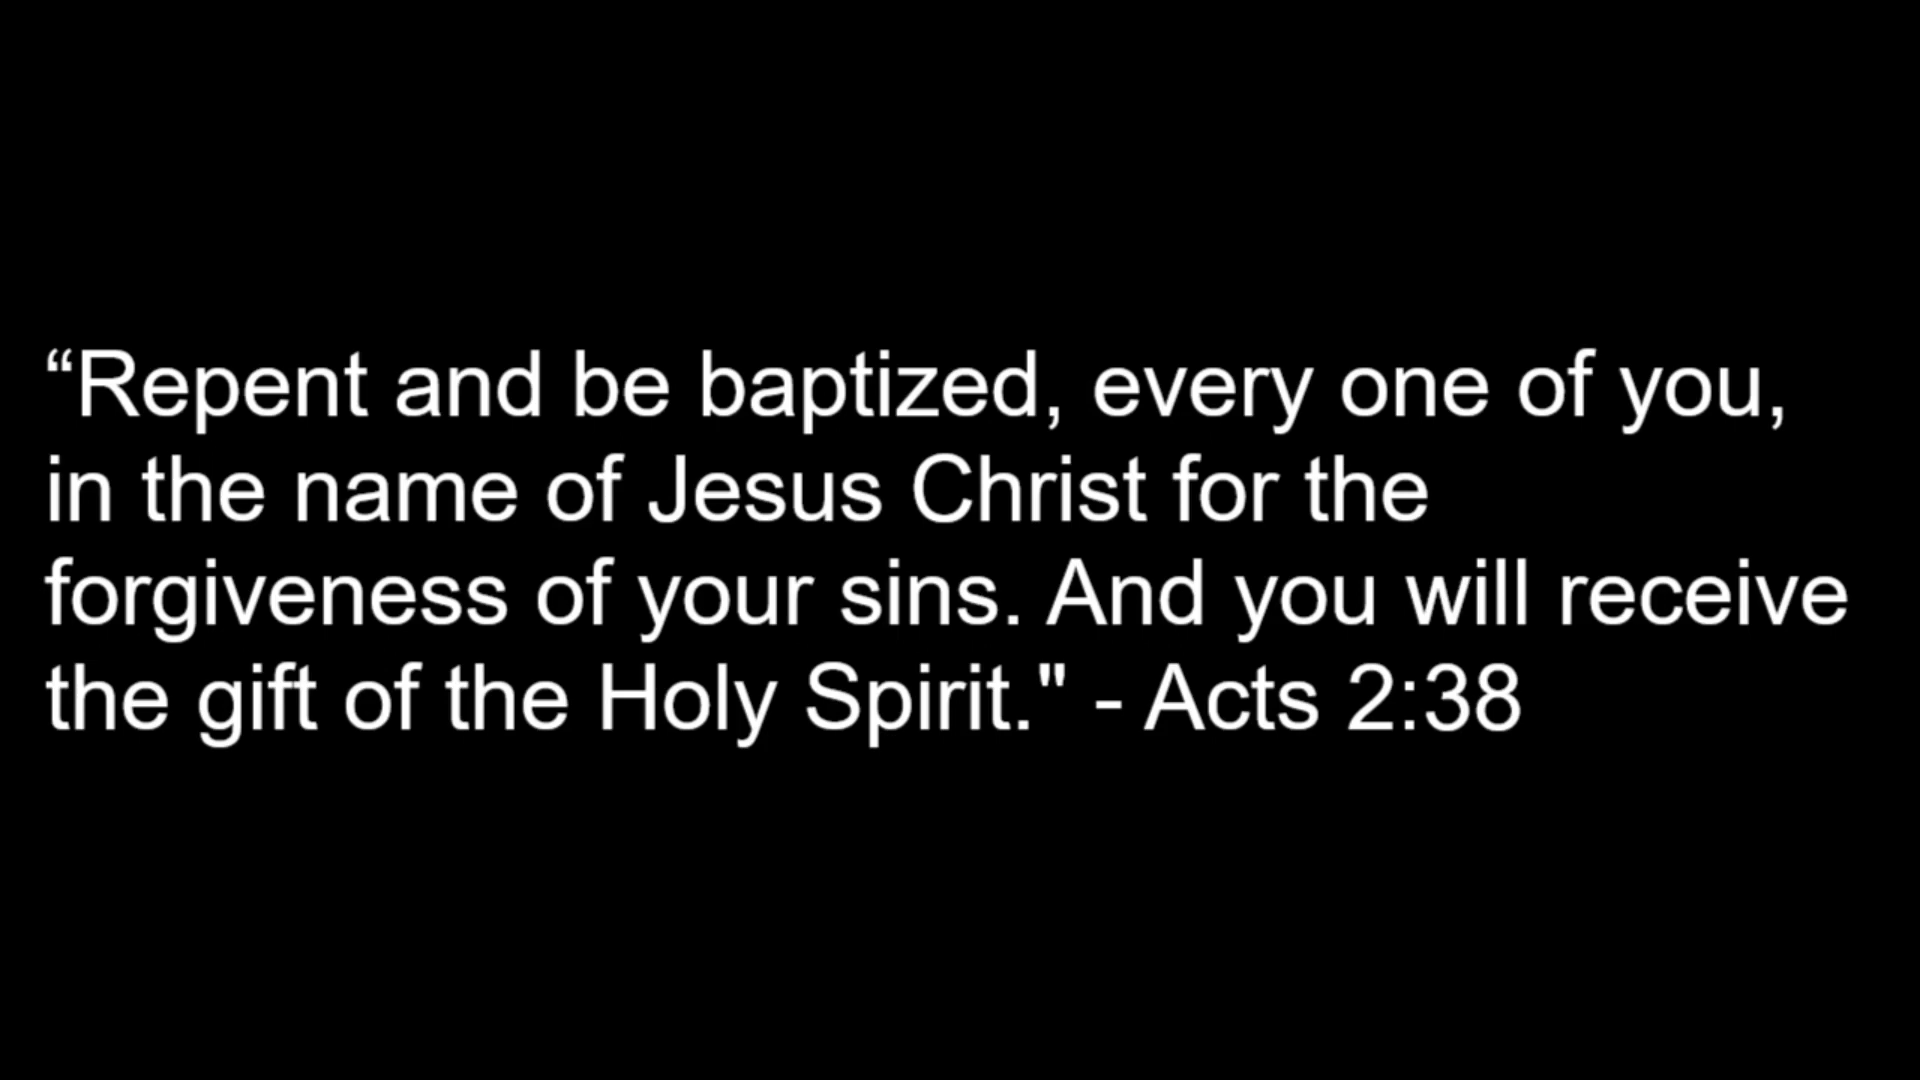 “Repent and be baptized, every one of you,
in the name of Jesus Christ for the
forgiveness of your sins. And you will receive
the gift of the Holy Spirit." - Acts 2:38